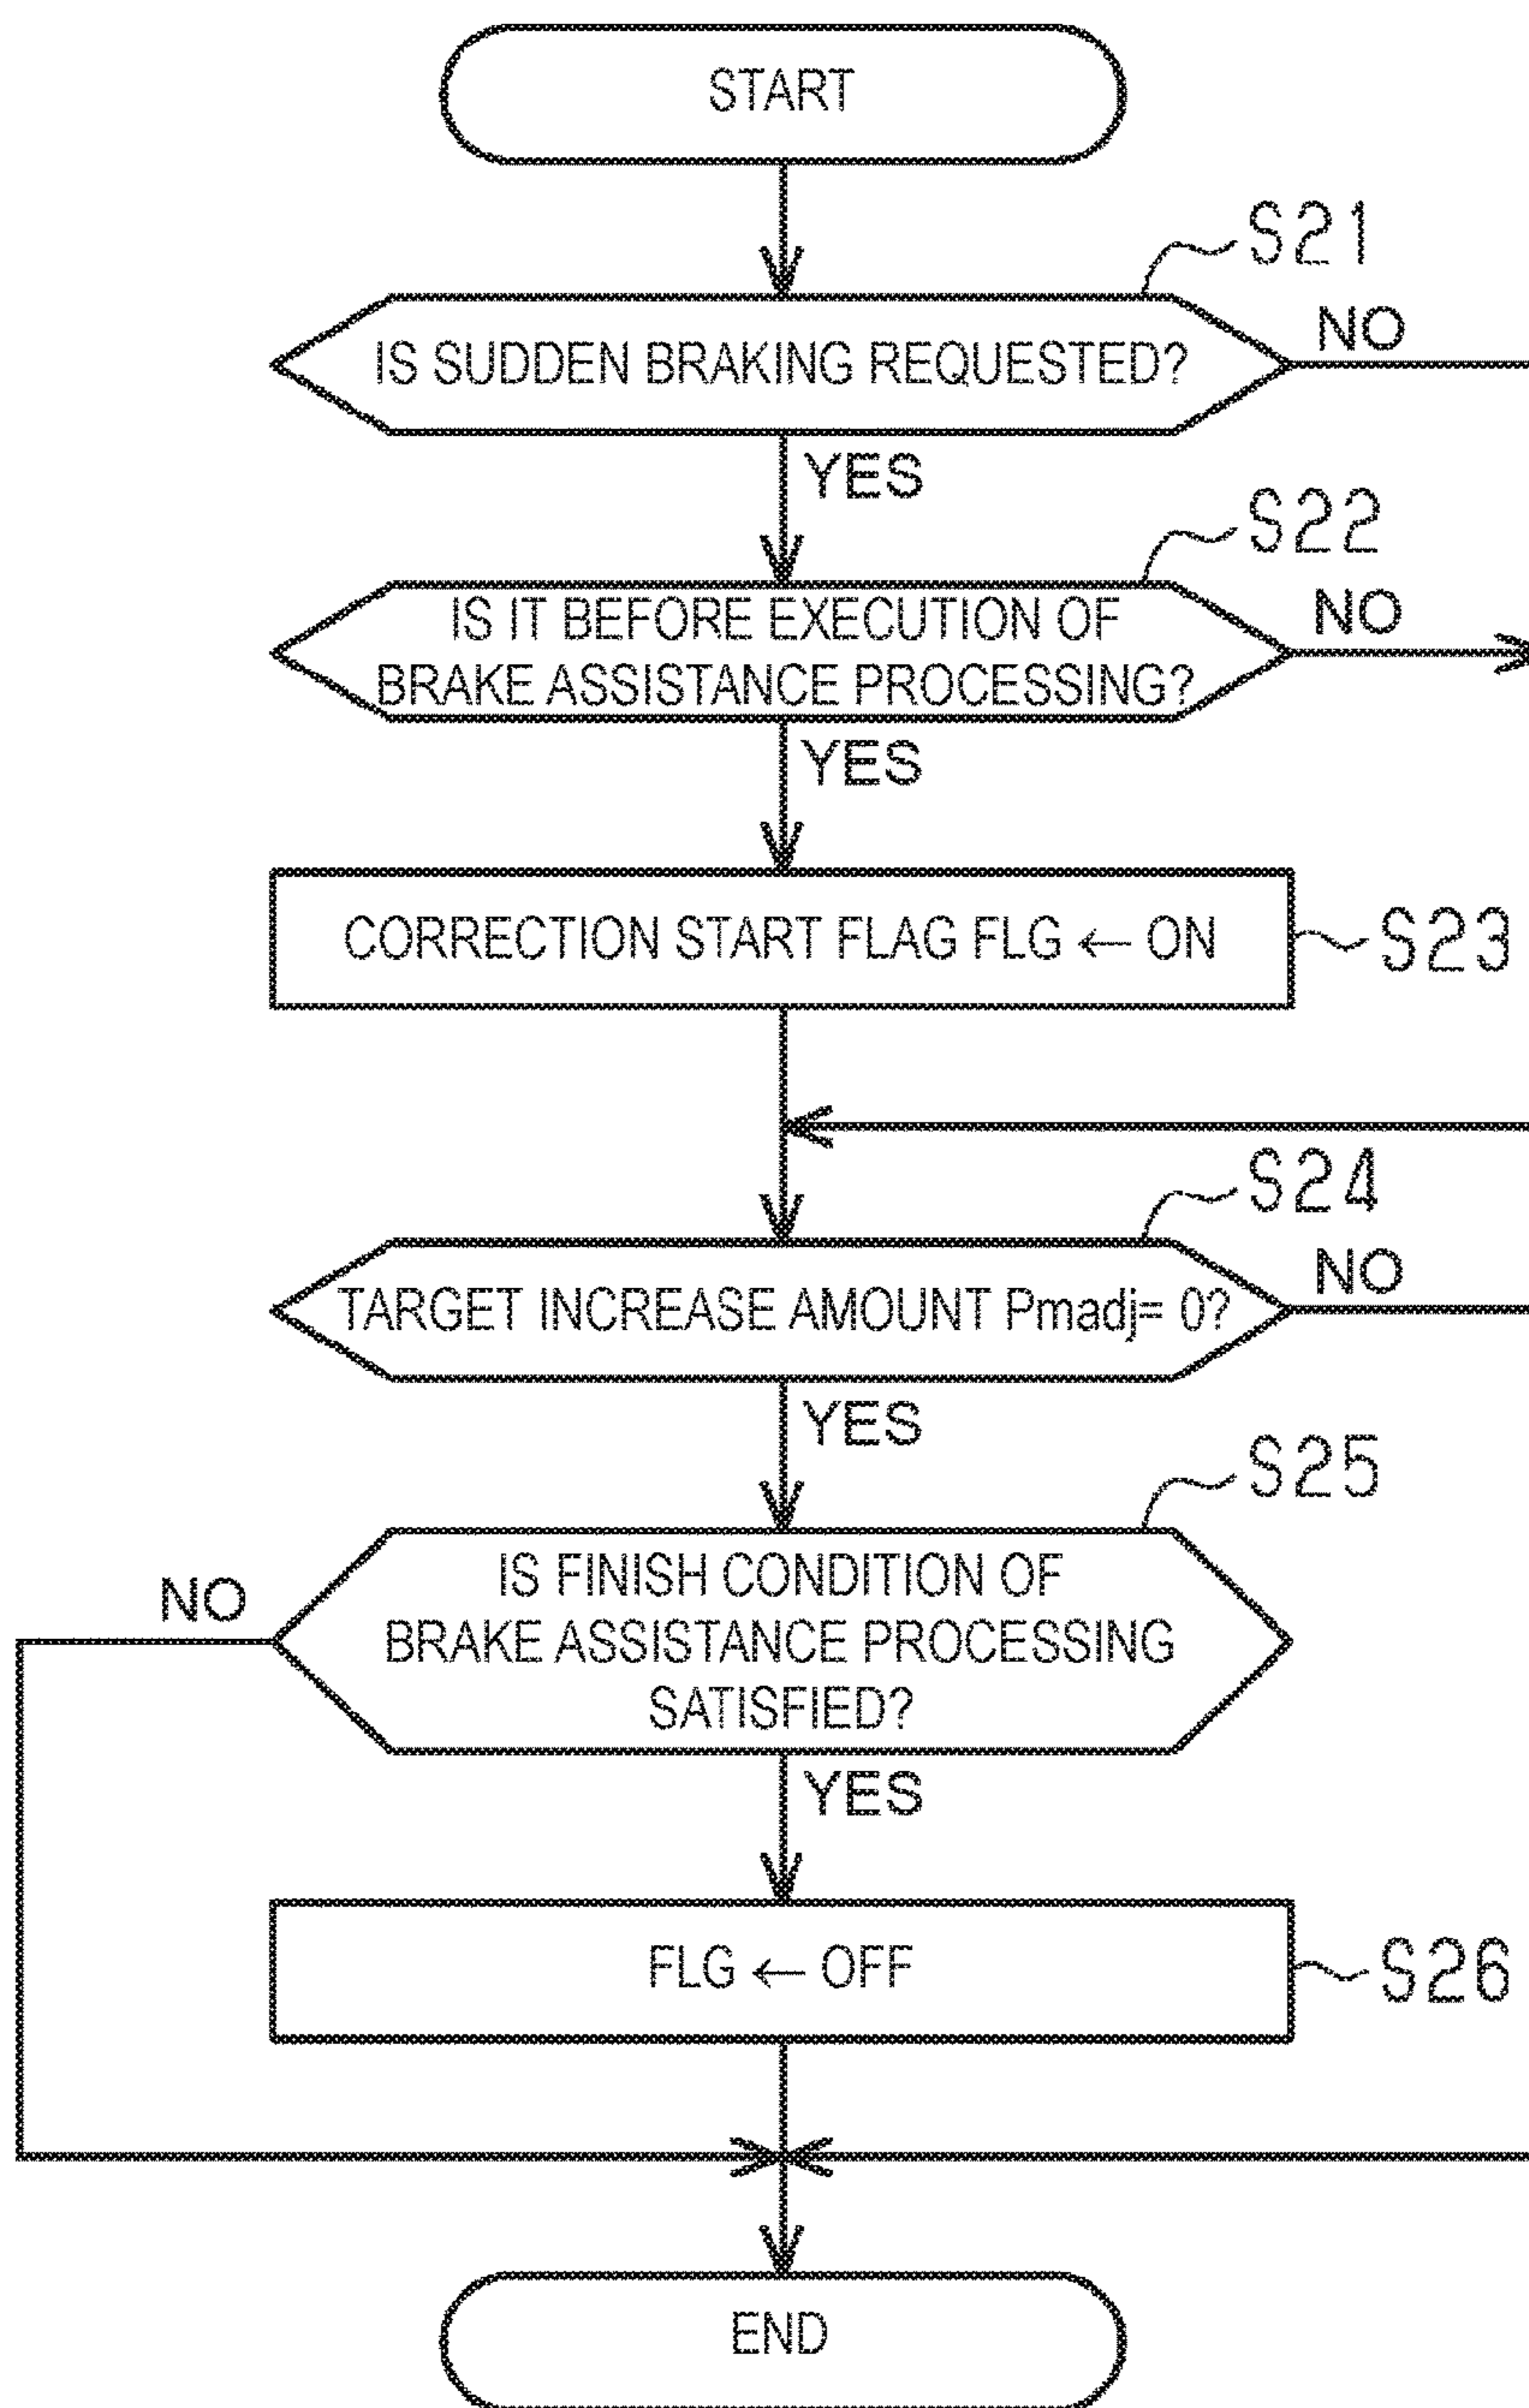 START
S21
IS SUDDEN BRAKING REQUESTED?
NO
YES
S22
IS IT BEFORE EXECUTION OF
BRAKE ASSISTANCE PROCESSING?
NO
YES
CORRECTION START FLAG FLG ← ON
S23
S24
TARGET INCREASE AMOUNT Pmadj= 0?
NO
YES
S25
IS FINISH CONDITION OF
BRAKE ASSISTANCE PROCESSING
SATISFIED?
NO
YES
FLG ← OFF
S26
END